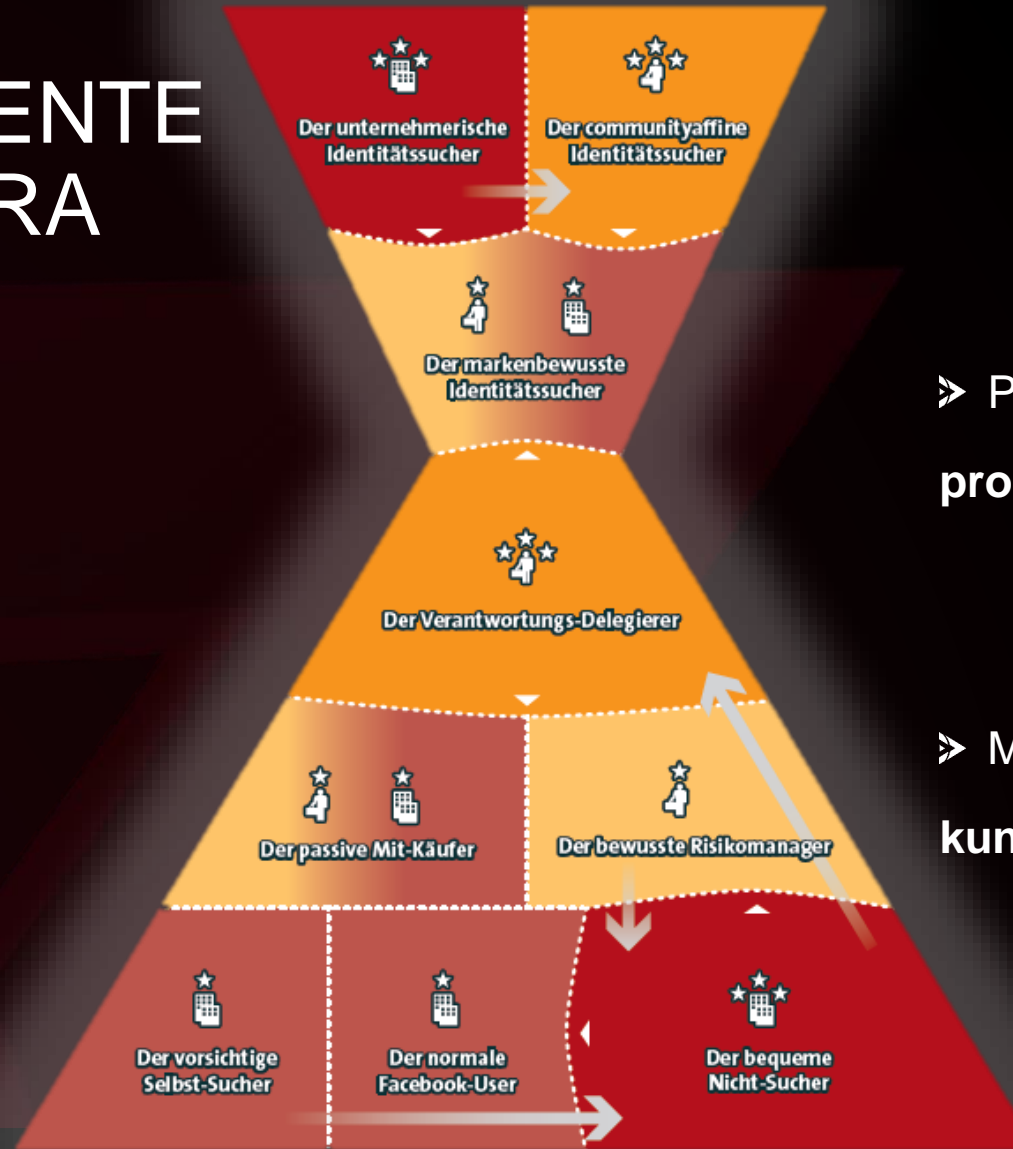 ENTE
RA
Der unternehmerische
Identitätssucher
Der communityaffine
Identitätssucher
Der markenbewusste
Identitätssucher
Der Verantwortungs-Delegierer
Der passive Mit-Käufer
Der bewusste Risikomanager
Der vorsichtige
Selbst-Sucher
Der normale
Facebook-User
Der bequeme
Nicht-Sucher
P
pro
M
kun